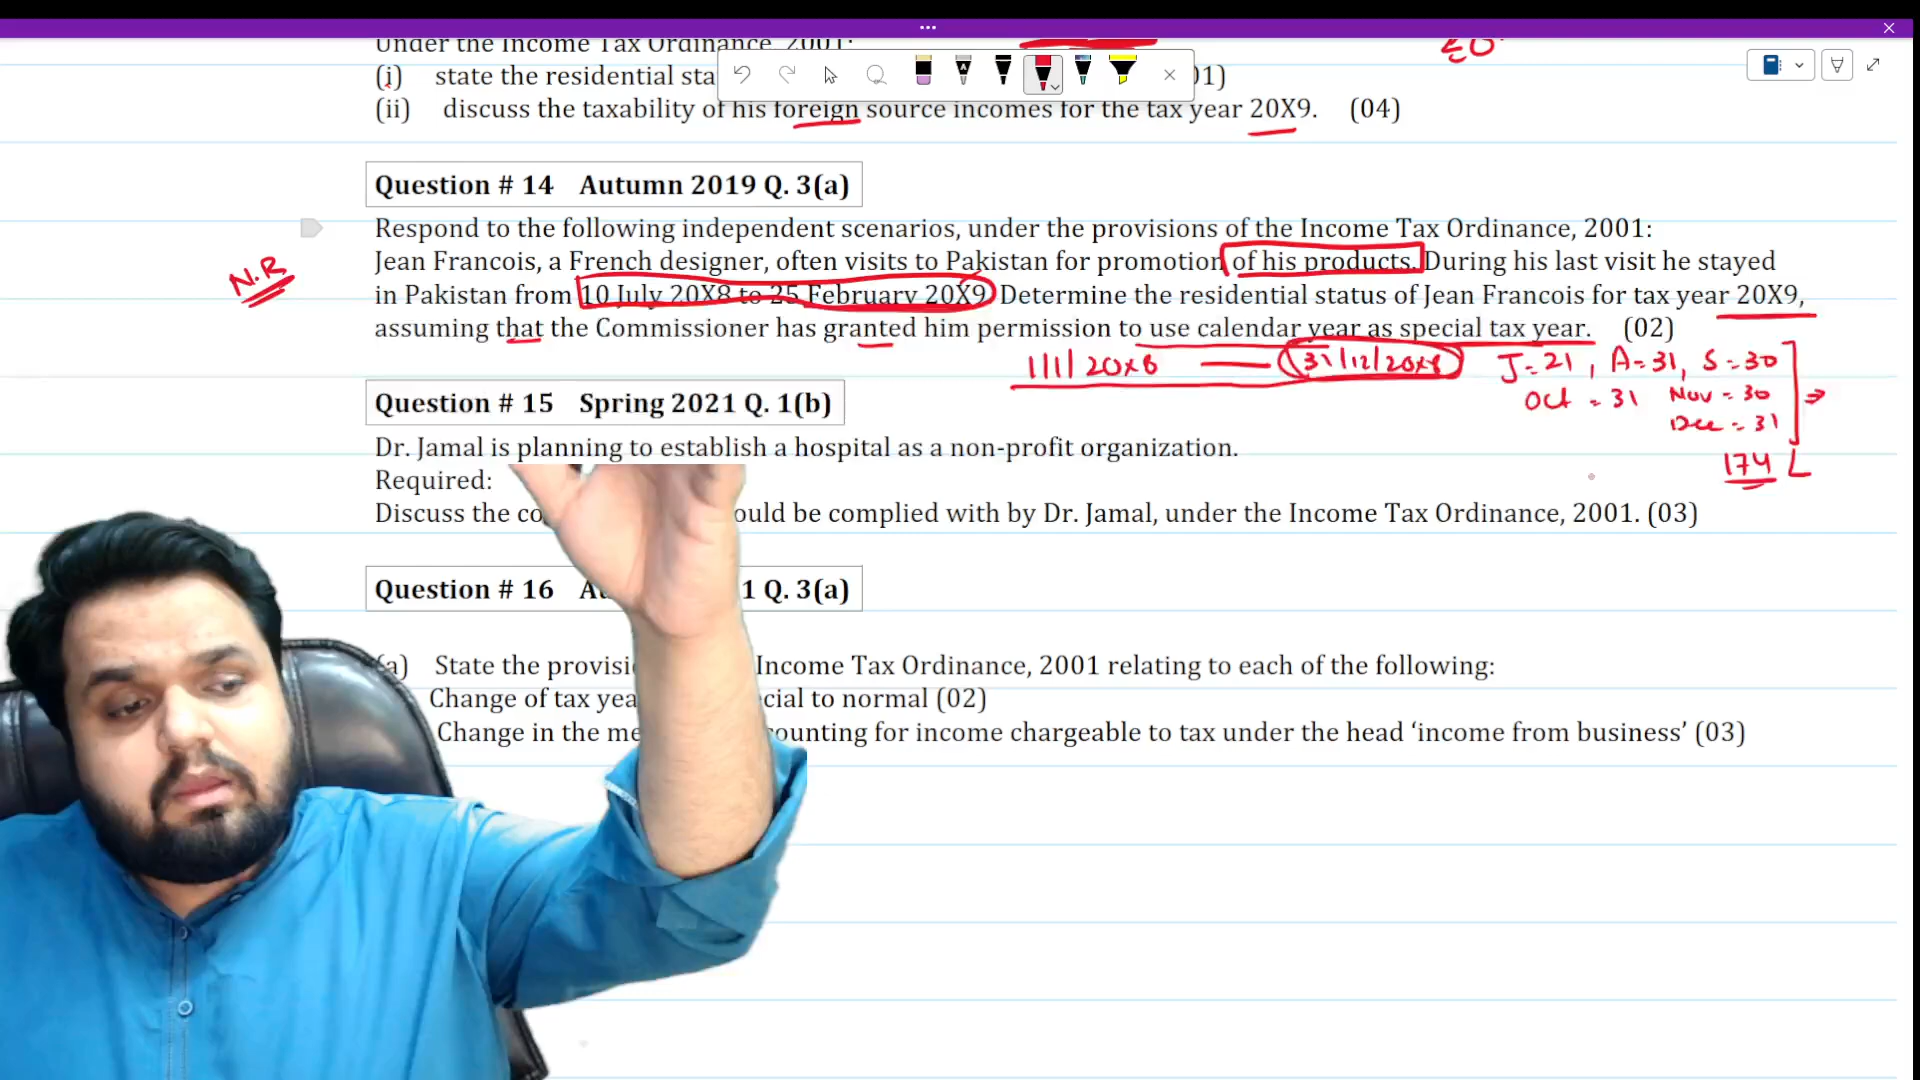 Under the Income Tax Ordinance, 2001:
(i) state the residential sta 01)
(ii) discuss the taxability of his foreign source incomes for the tax year 20X9. (04)
Question # 14 Autumn 2019 Q. 3(a)
Respond to the following independent scenarios, under the provisions of the Income Tax Ordinance, 2001:
Jean Francois, a French designer, often visits to Pakistan for promotion of his products. During his last visit he stayed
N.R
in Pakistan from 10 July 20X8 to 25 February 20X9. Determine the residential status of Jean Francois for tax year 20X9,
assuming that the Commissioner has granted him permission to use calendar year as special tax year. (02)
1/1/20x8 — 31/12/20x8 J=21, A=31, S=30
Oct = 31 Nov = 30
Dec = 31
174
Question # 15 Spring 2021 Q. 1(b)
Dr. Jamal is planning to establish a hospital as a non-profit organization.
Required:
Discuss the co ould be complied with by Dr. Jamal, under the Income Tax Ordinance, 2001. (03)
Question # 16 A 1 Q. 3(a)
(a) State the provisi Income Tax Ordinance, 2001 relating to each of the following:
Change of tax yea cial to normal (02)
Change in the me ounting for income chargeable to tax under the head ‘income from business’ (03)